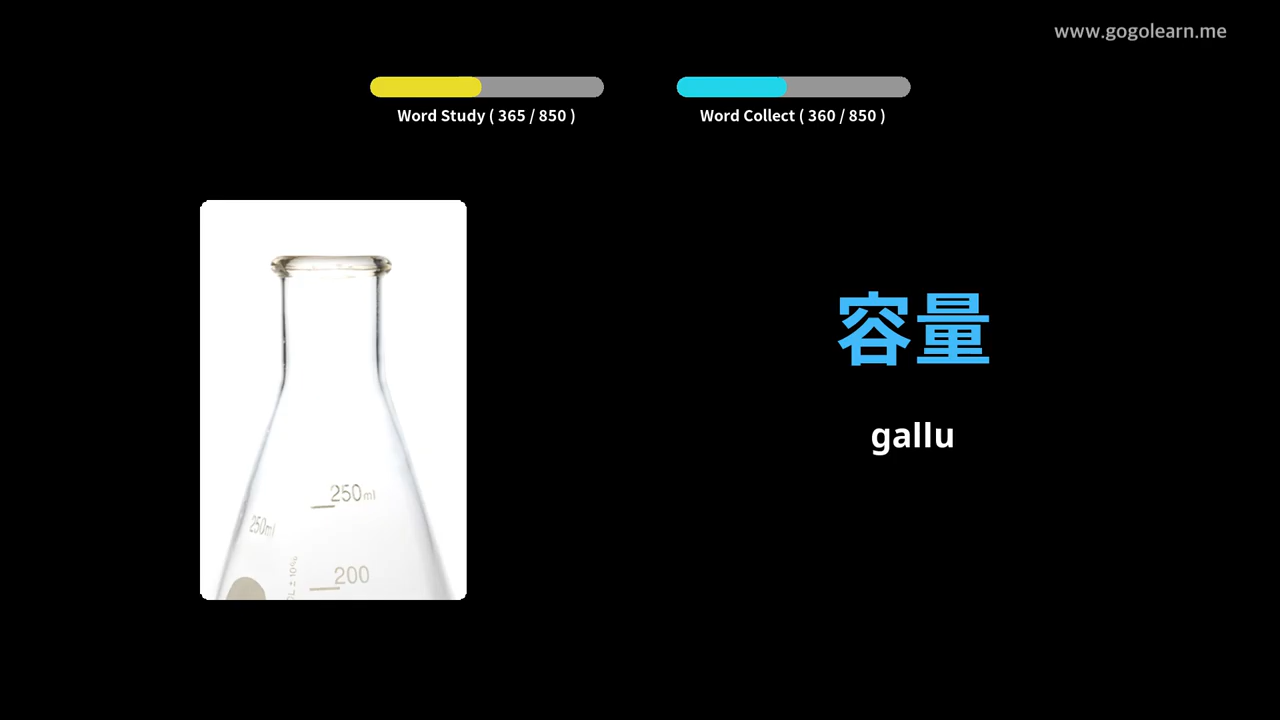 www.gogolearn.me
Word Study ( 365 / 850 )
Word Collect ( 360 / 850 )
容量
gallu
250ml
250ml
200